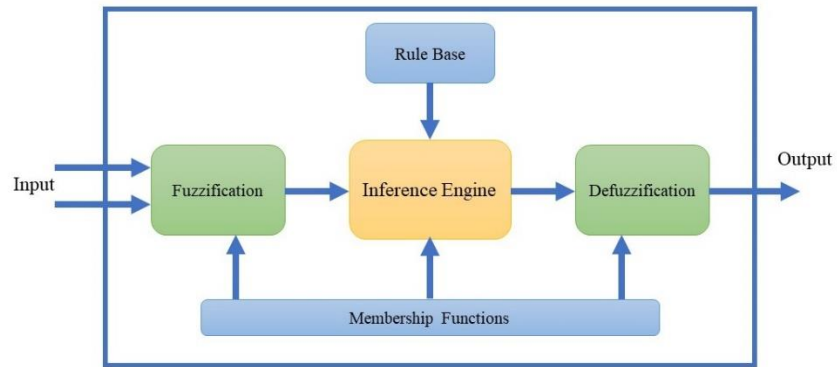 Rule Base
Input
Fuzzification
Inference Engine
Defuzzification
Output
Membership Functions